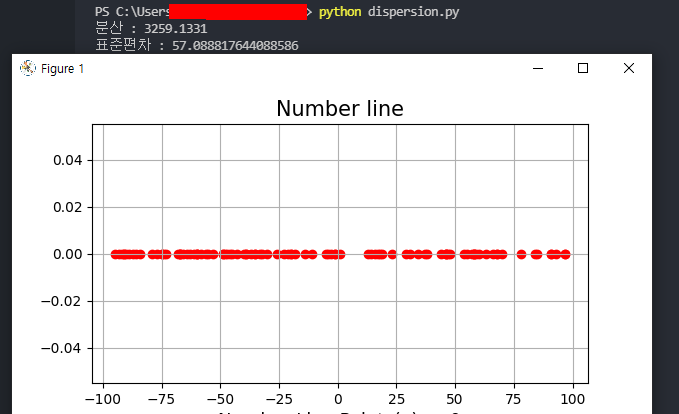 PS C:\Users > python dispersion.py
분산 : 3259.1331
표준편차 : 57.088817644088586
Figure 1
Number line
0.04
0.02
0.00
−0.02
−0.04
−100 −75 −50 −25 0 25 50 75 100